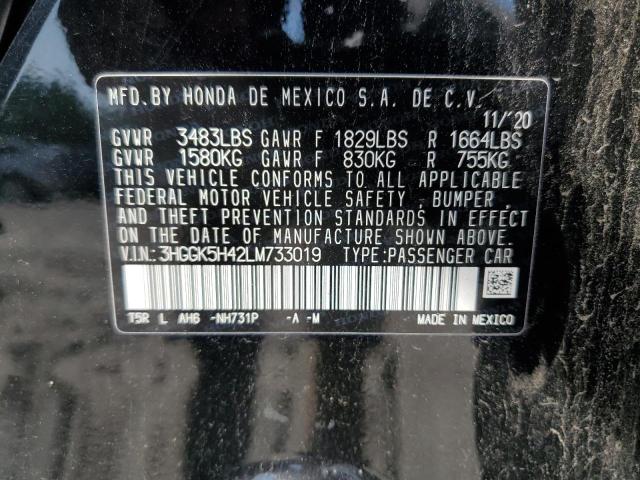 MFD.BY HONDA DE MEXICO S.A. DE C.V.
11/'20
GVWR 3483LBS GAWR F 1829LBS R 1664LBS
GVWR 1580KG GAWR F 830KG R 755KG
THIS VEHICLE CONFORMS TO ALL APPLICABLE
FEDERAL MOTOR VEHICLE SAFETY , BUMPER ,
AND THEFT PREVENTION STANDARDS IN EFFECT
ON THE DATE OF MANUFACTURE SHOWN ABOVE.
V.I.N.: 3HGGK5H42LM733019 TYPE:PASSENGER CAR
T5R L AH6 -NH731P -A -M MADE IN MEXICO